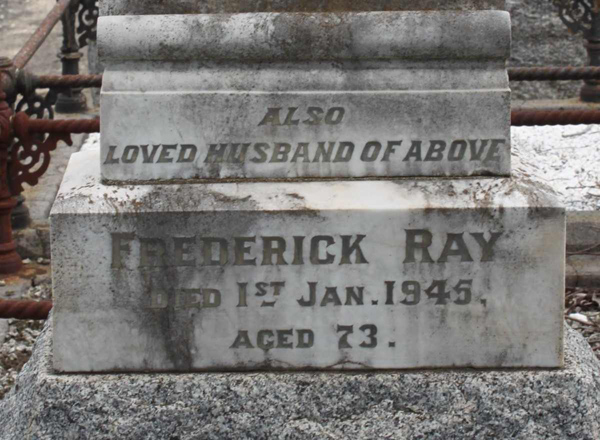 ALSO
LOVED HUSBAND OF ABOVE
FREDERICK RAY
DIED 1ST JAN. 1945,
AGED 73.